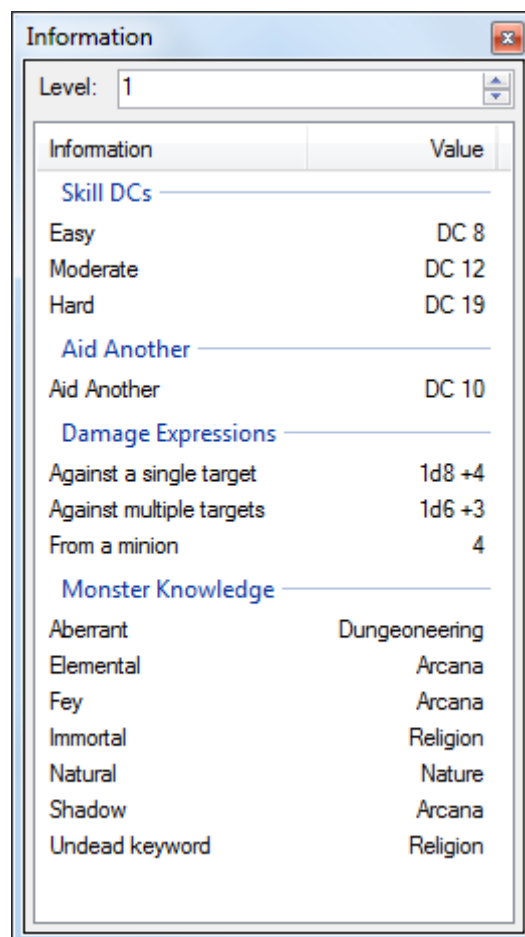 Information
Level: 1
Information Value
Skill DCs
Easy DC 8
Moderate DC 12
Hard DC 19
Aid Another
Aid Another DC 10
Damage Expressions
Against a single target 1d8 +4
Against multiple targets 1d6 +3
From a minion 4
Monster Knowledge
Aberrant Dungeoneering
Elemental Arcana
Fey Arcana
Immortal Religion
Natural Nature
Shadow Arcana
Undead keyword Religion